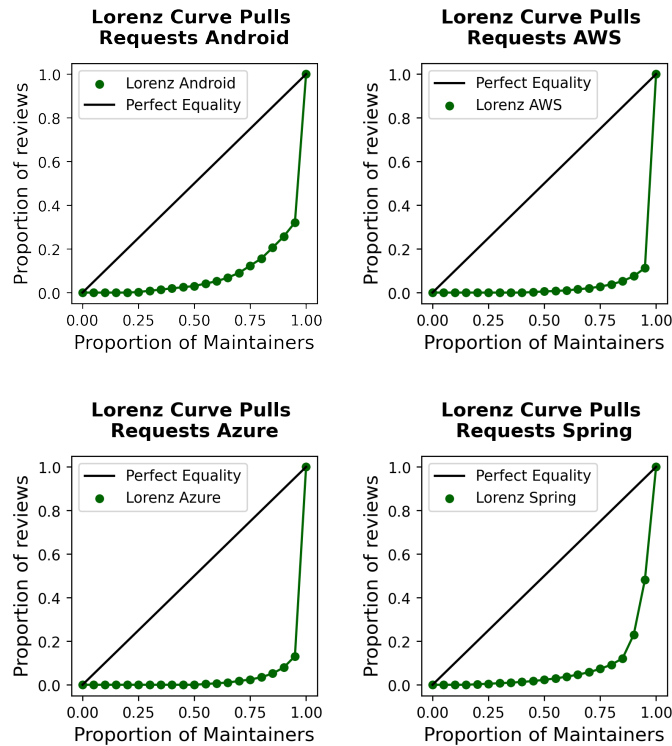 Lorenz Curve Pulls
Requests Android
Lorenz Android
Perfect Equality
Proportion of reviews
1.0
0.8
0.6
0.4
0.2
0.0
0.00 0.25 0.50 0.75 1.00
Proportion of Maintainers
Lorenz Curve Pulls
Requests AWS
Perfect Equality
Lorenz AWS
Proportion of reviews
1.0
0.8
0.6
0.4
0.2
0.0
0.00 0.25 0.50 0.75 1.00
Proportion of Maintainers
Lorenz Curve Pulls
Requests Azure
Perfect Equality
Lorenz Azure
Proportion of reviews
1.0
0.8
0.6
0.4
0.2
0.0
0.00 0.25 0.50 0.75 1.00
Proportion of Maintainers
Lorenz Curve Pulls
Requests Spring
Perfect Equality
Lorenz Spring
Proportion of reviews
1.0
0.8
0.6
0.4
0.2
0.0
0.00 0.25 0.50 0.75 1.00
Proportion of Maintainers